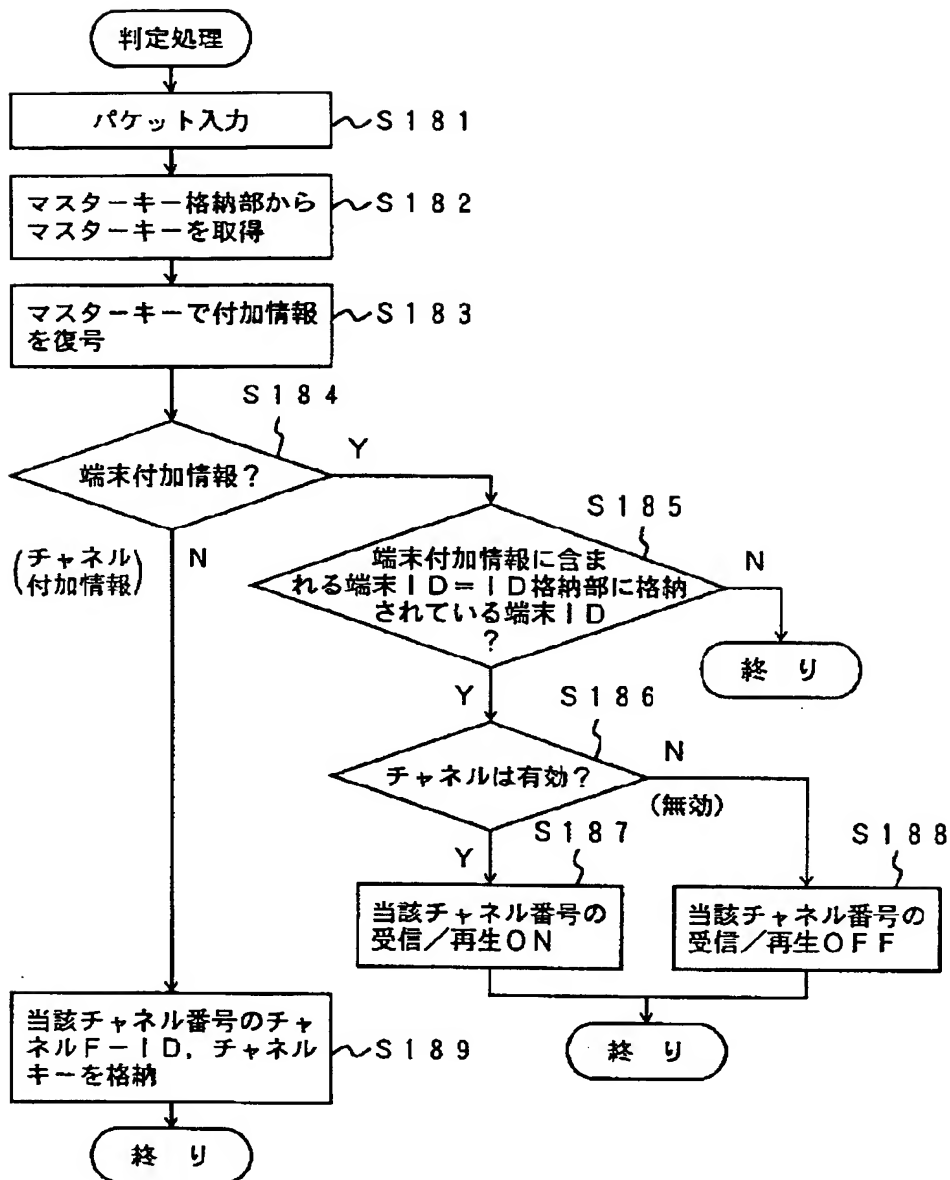 判定処理
パケット入力
S181
マスターキー格納部から
マスターキーを取得
S182
マスターキーで付加情報
を復号
S183
S184
端末付加情報？
Y
N
(チャネル
付加情報)
S185
端末付加情報に含ま
れる端末ID＝ID格納部に格納
されている端末ID
？
N
終り
Y
S186
チャネルは有効？
N
(無効)
Y
S187
当該チャネル番号の
受信／再生ON
S188
当該チャネル番号の
受信／再生OFF
終り
当該チャネル番号のチャ
ネルF－ID，チャネル
キーを格納
S189
終り